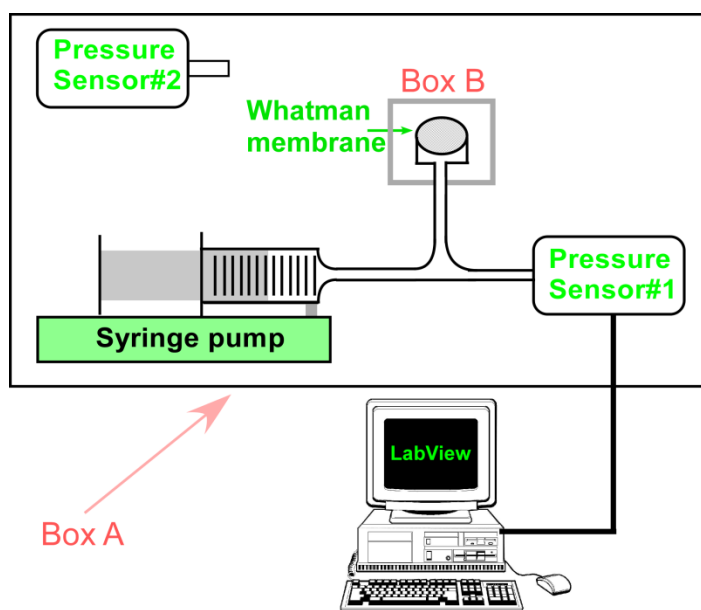 Pressure
Sensor#2
Box B
Whatman
membrane
Pressure
Sensor#1
Syringe pump
LabView
Box A